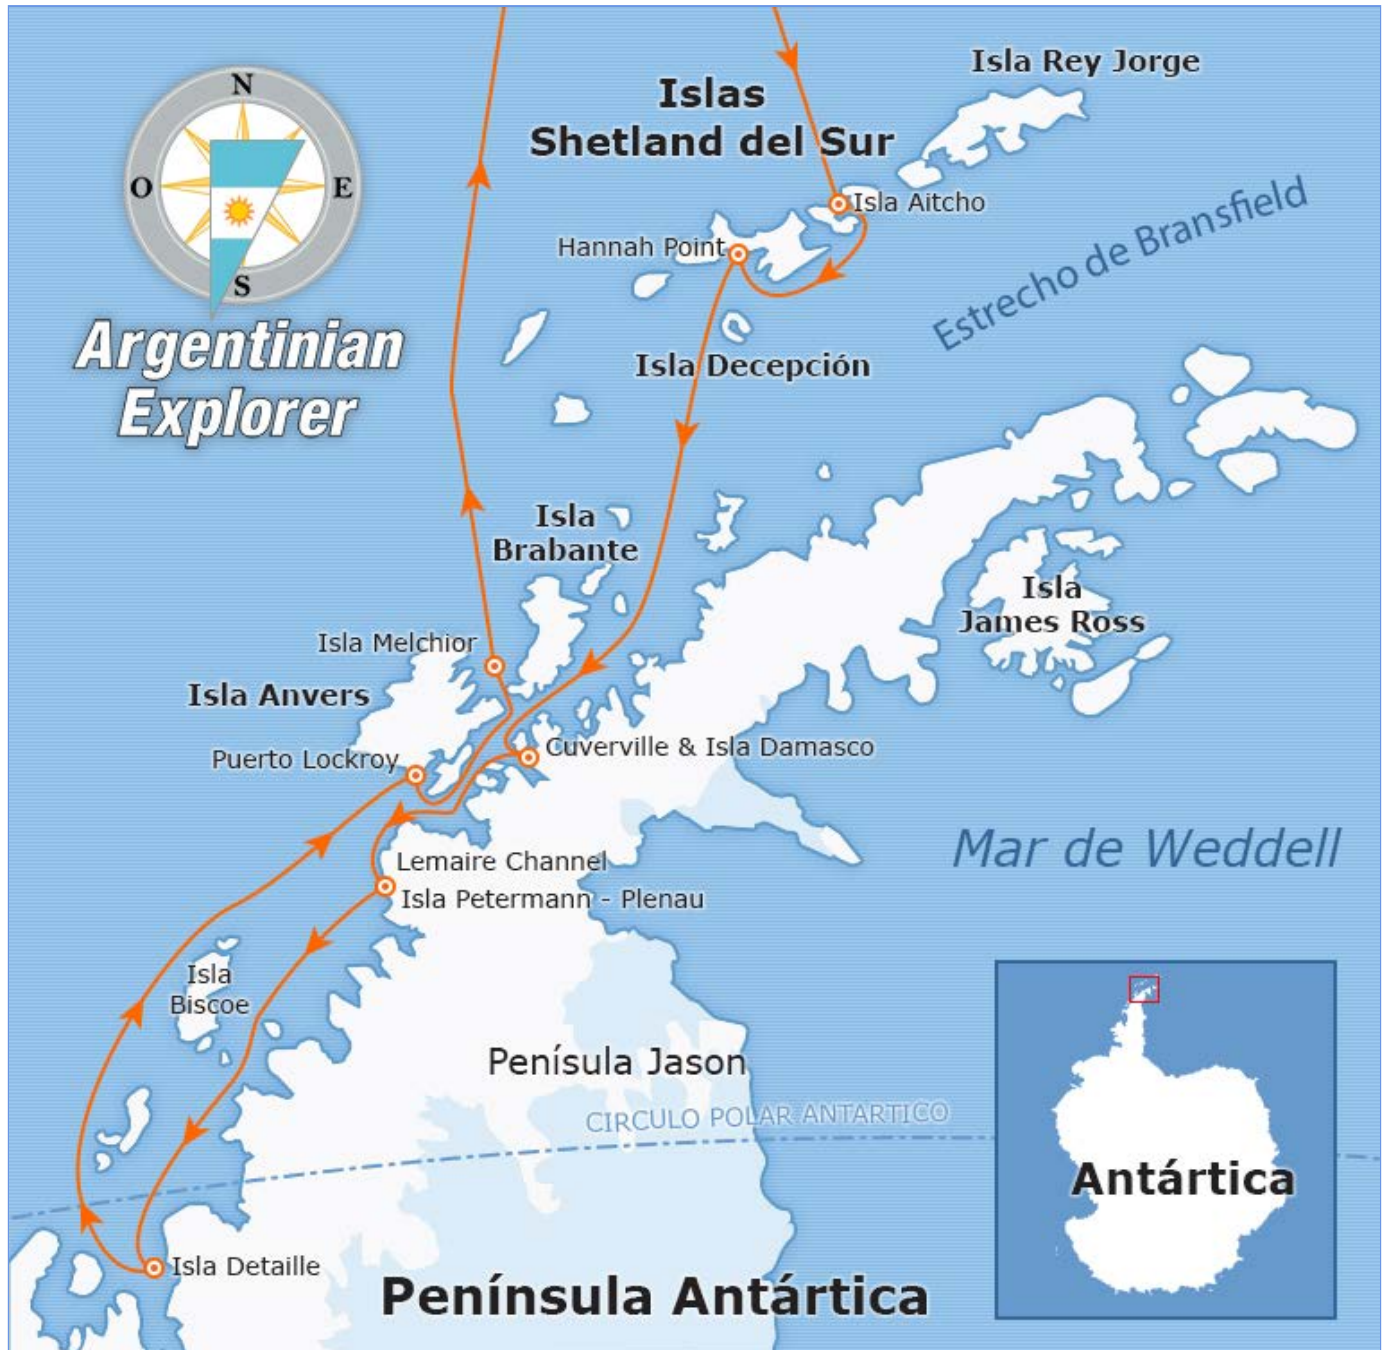 Isla Rey Jorge
Islas
Shetland del Sur
N
O
E
S
Isla Aitcho
Hannah Point
Estrecho de Bransfield
Argentinian
Explorer
Isla Decepción
Isla
Brabante
Isla
James Ross
Isla Melchior
Isla Anvers
Cuverville & Isla Damasco
Puerto Lockroy
Mar de Weddell
Lemaire Channel
Isla Petermann - Plenau
Isla
Biscoe
Penísula Jason
CIRCULO POLAR ANTARTICO
Antártica
Isla Detaille
Península Antártica